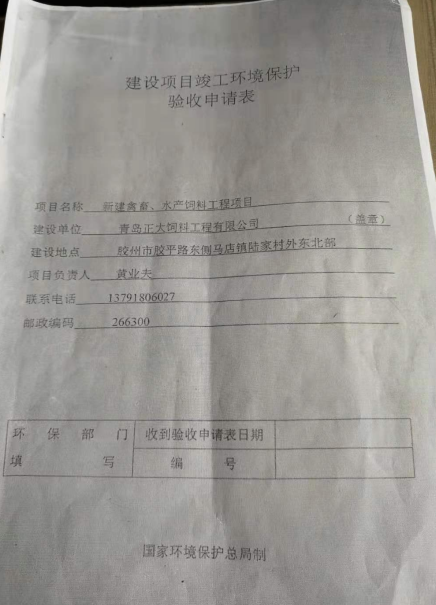 建设项目竣工环境保护
验收申请表
项目名称 新建禽畜、水产饲料工程项目
建设单位 青岛正大饲料工程有限公司 （盖章）
建设地点 胶州市胶平路东侧马店镇陆家村外东北部
项目负责人 黄业夫
联系电话 13791806027
邮政编码 266300
环保部门 收到验收申请表日期
填写 编号
国家环境保护总局制